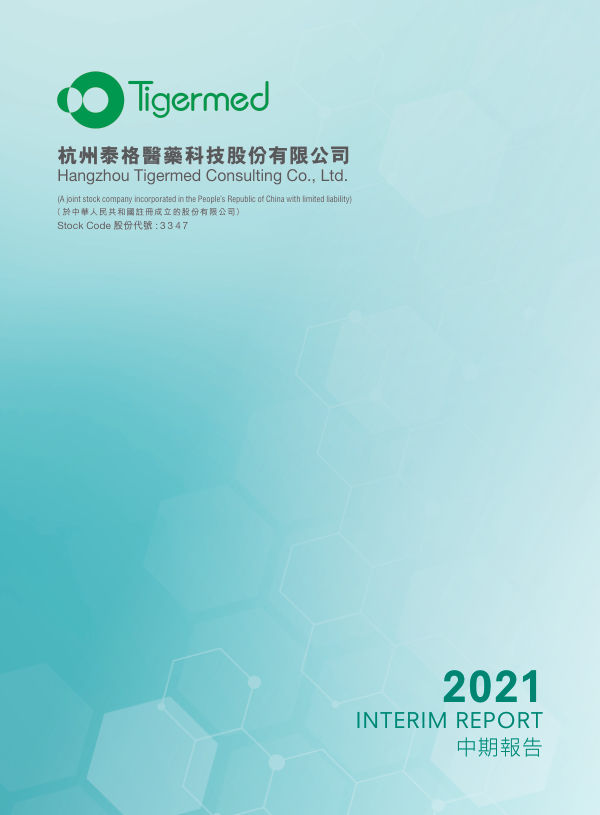 Tigermed
杭州泰格醫藥科技股份有限公司
Hangzhou Tigermed Consulting Co., Ltd.
(A joint stock company incorporated in the People's Republic of China with limited liability)
(於中華人民共和國註冊成立的股份有限公司)
Stock Code 股份代號 : 3347
2021
INTERIM REPORT
中期報告